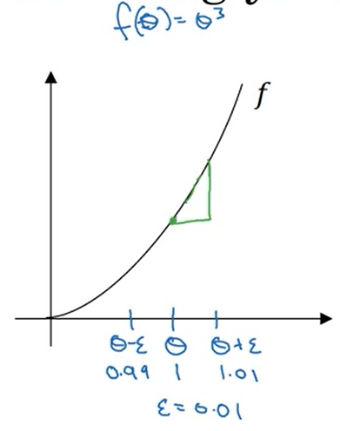 f(θ) = θ³
f
θ-ε θ θ+ε
0.99 1 1.01
ε = 0.01